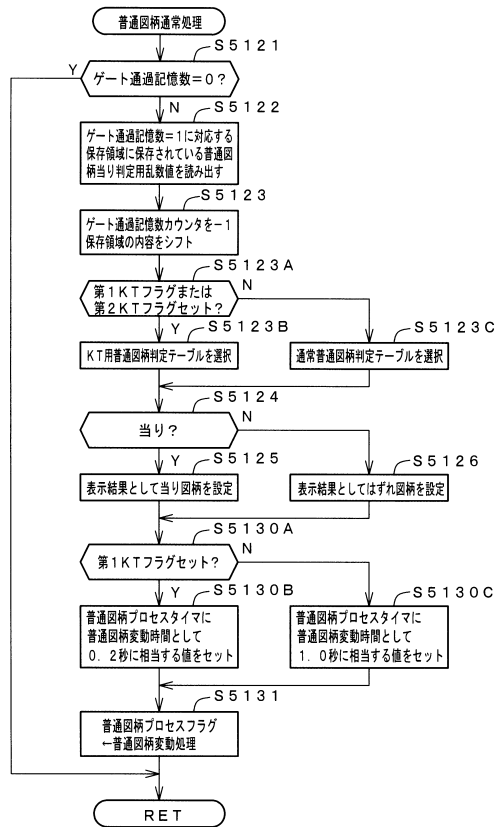 普通図柄通常処理
S5121
Y
ゲート通過記憶数＝0？
N
S5122
ゲート通過記憶数＝1に対応する
保存領域に保存されている普通図
柄当り判定用乱数値を読み出す
S5123
ゲート通過記憶数カウンタを−1
保存領域の内容をシフト
S5123A
第1KTフラグまたは
第2KTフラグセット？
N
Y
S5123B
S5123C
KT用普通図柄判定テーブルを選択
通常普通図柄判定テーブルを選択
S5124
当り？
N
Y
S5125
S5126
表示結果として当り図柄を設定
表示結果としてはずれ図柄を設定
S5130A
第1KTフラグセット？
N
Y
S5130B
S5130C
普通図柄プロセスタイマに
普通図柄変動時間として
0．2秒に相当する値をセット
普通図柄プロセスタイマに
普通図柄変動時間として
1．0秒に相当する値をセット
S5131
普通図柄プロセスフラグ
←普通図柄変動処理
RET